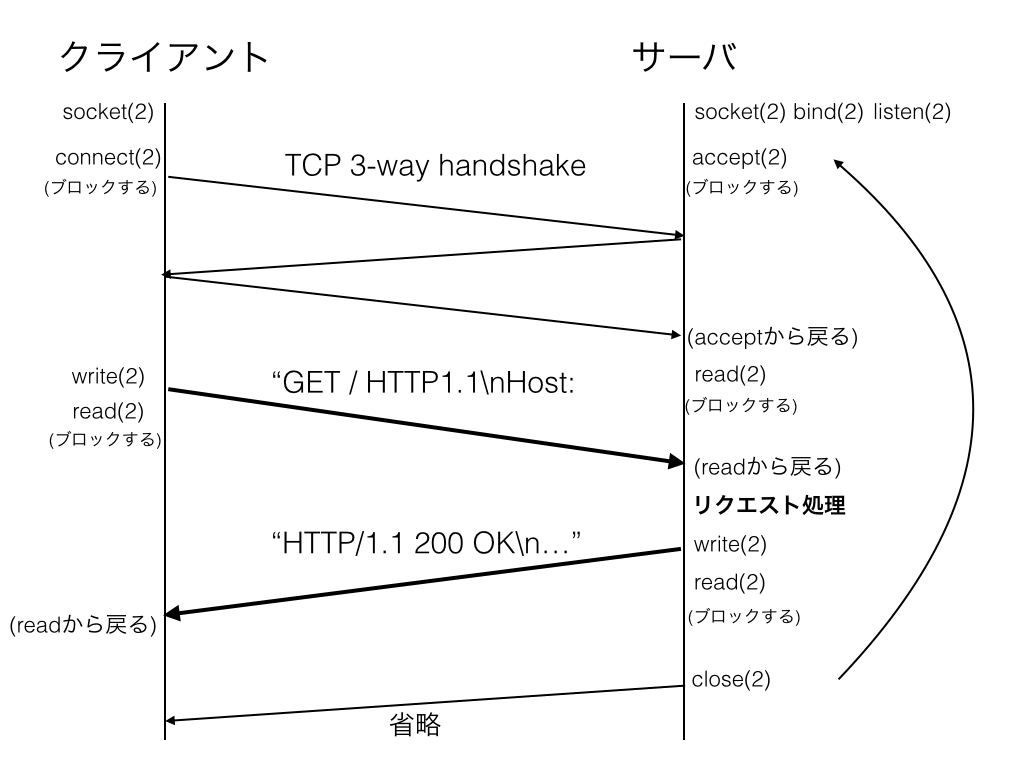 クライアント
サーバ
socket(2)
socket(2) bind(2) listen(2)
connect(2)
(ブロックする)
TCP 3-way handshake
accept(2)
(ブロックする)
(acceptから戻る)
write(2)
read(2)
(ブロックする)
“GET / HTTP1.1\nHost:
read(2)
(ブロックする)
(readから戻る)
リクエスト処理
“HTTP/1.1 200 OK\n…”
write(2)
read(2)
(ブロックする)
(readから戻る)
close(2)
省略